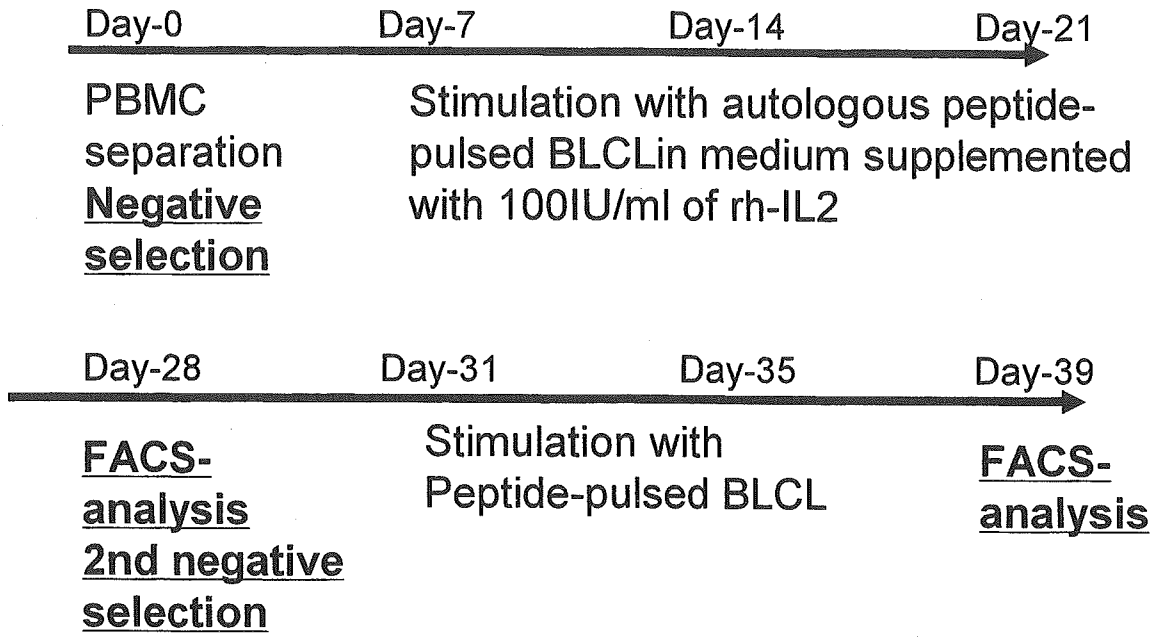 Day-0 Day-7 Day-14 Day-21
PBMC
separation
Negative
selection
Stimulation with autologous peptide-
pulsed BLCLin medium supplemented
with 100IU/ml of rh-IL2
Day-28 Day-31 Day-35 Day-39
FACS-
analysis
2nd negative
selection
Stimulation with
Peptide-pulsed BLCL
FACS-
analysis